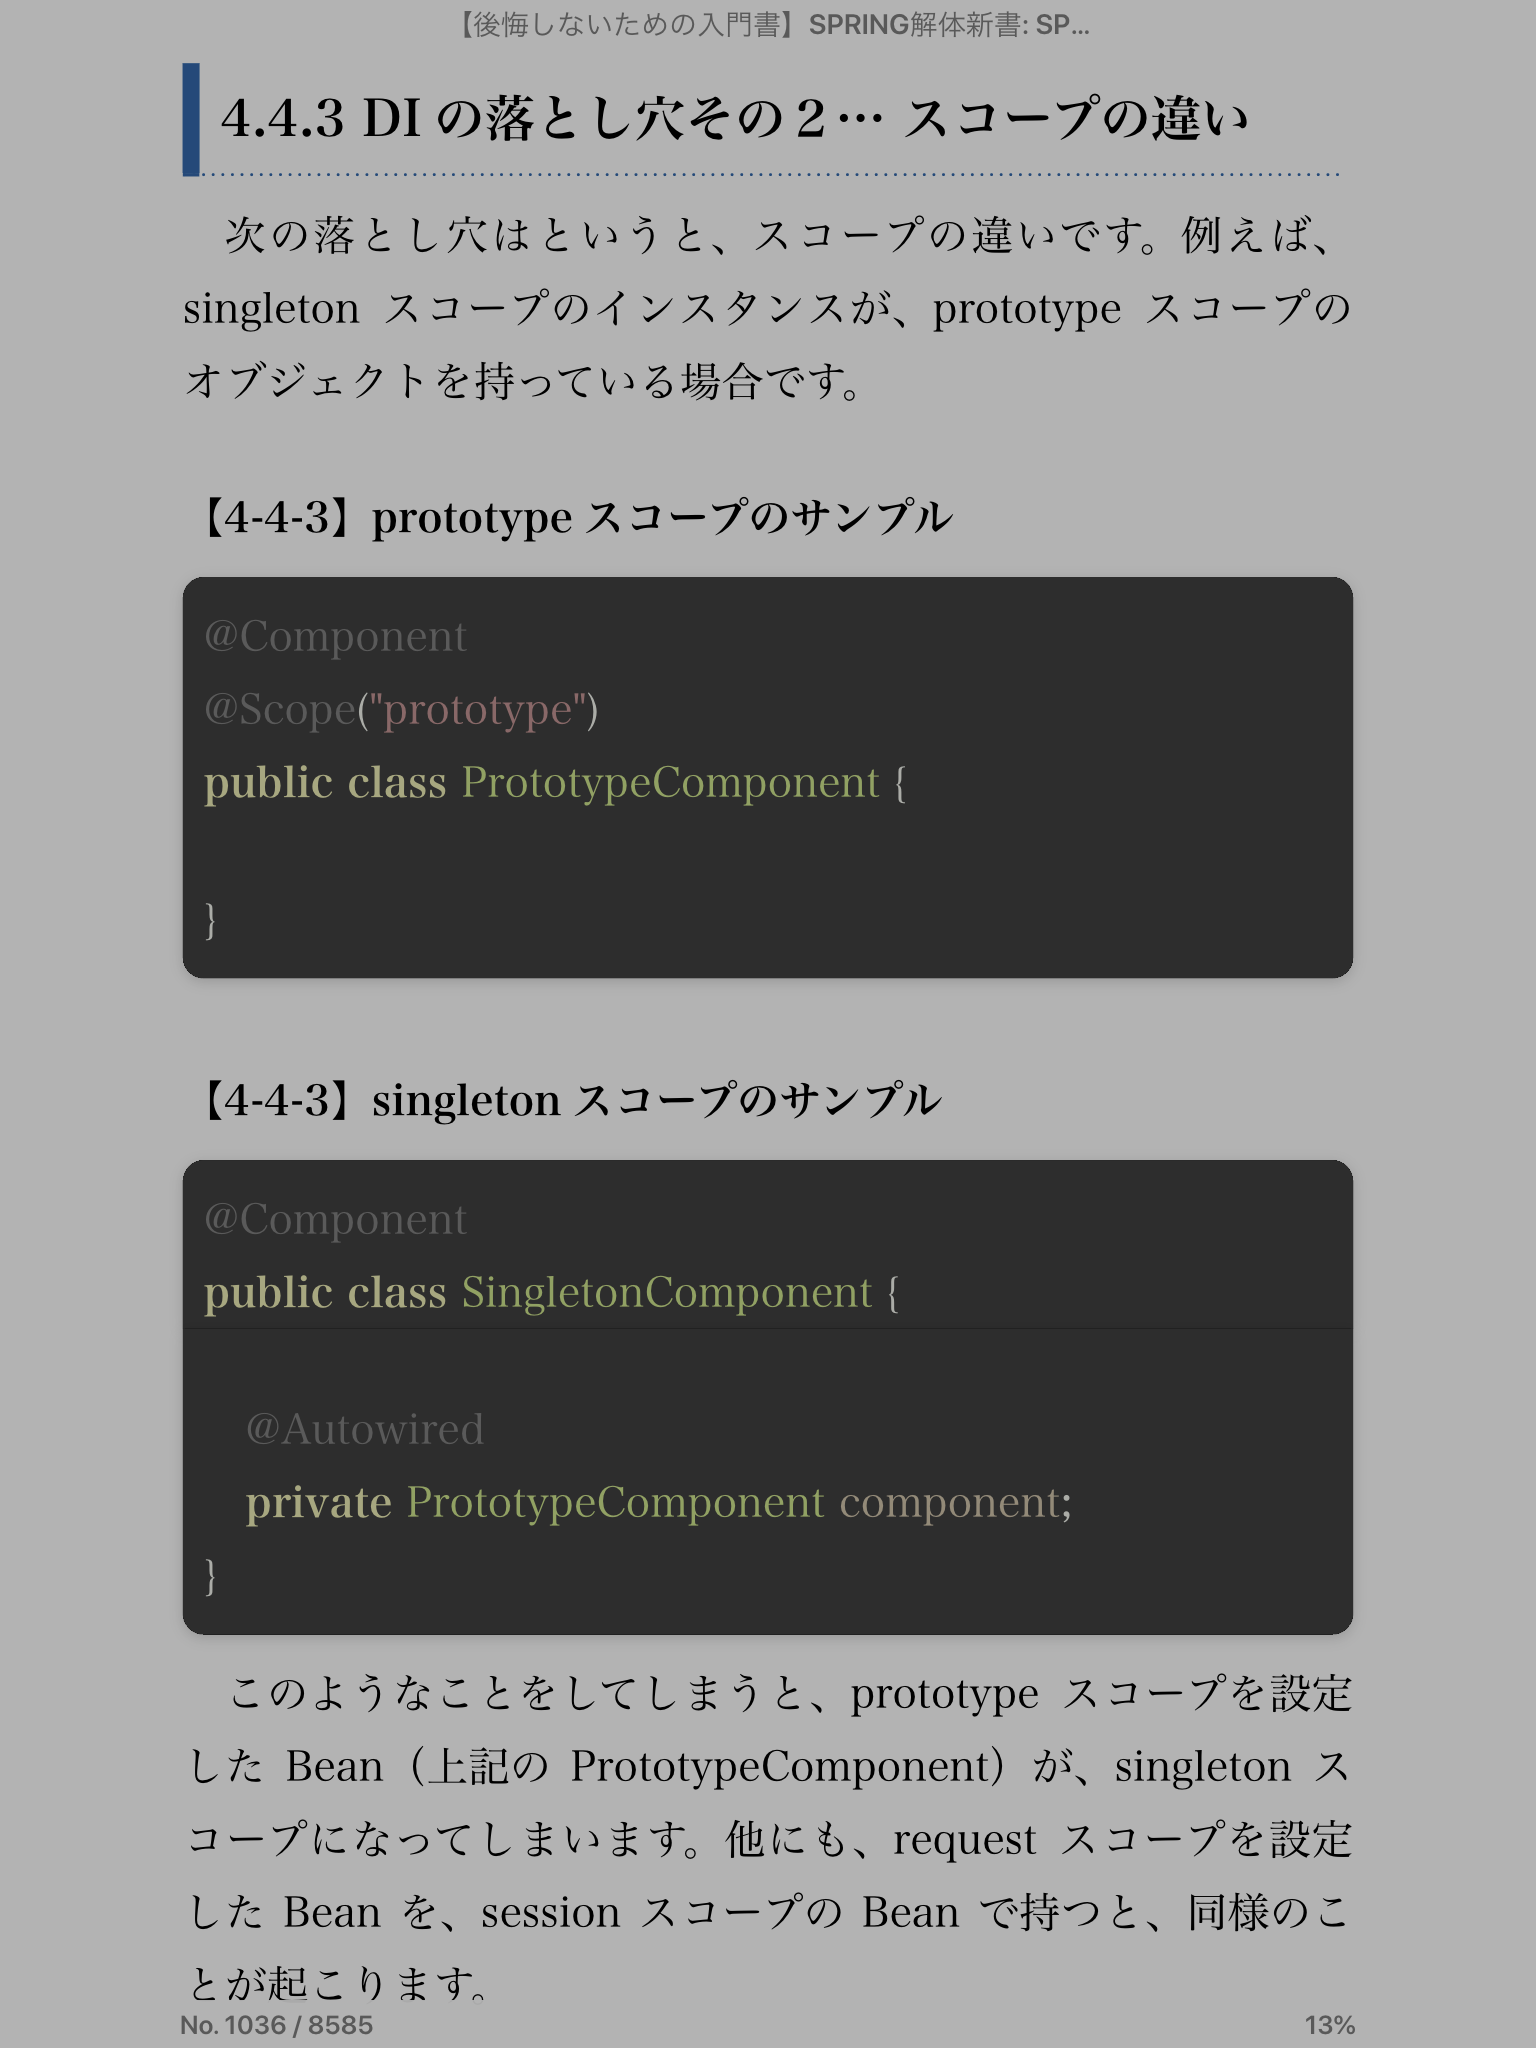 【後悔しないための入門書】SPRING解体新書: SP...
4.4.3 DI の落とし穴その２… スコープの違い
次の落とし穴はというと、スコープの違いです。例えば、
singleton スコープのインスタンスが、prototype スコープの
オブジェクトを持っている場合です。
【4-4-3】prototype スコープのサンプル
@Component
@Scope("prototype")
public class PrototypeComponent {
}
【4-4-3】singleton スコープのサンプル
@Component
public class SingletonComponent {
@Autowired
private PrototypeComponent component;
}
このようなことをしてしまうと、prototype スコープを設定
した Bean（上記の PrototypeComponent）が、singleton ス
コープになってしまいます。他にも、request スコープを設定
した Bean を、session スコープの Bean で持つと、同様のこ
とが起こります。
No. 1036 / 8585
13%